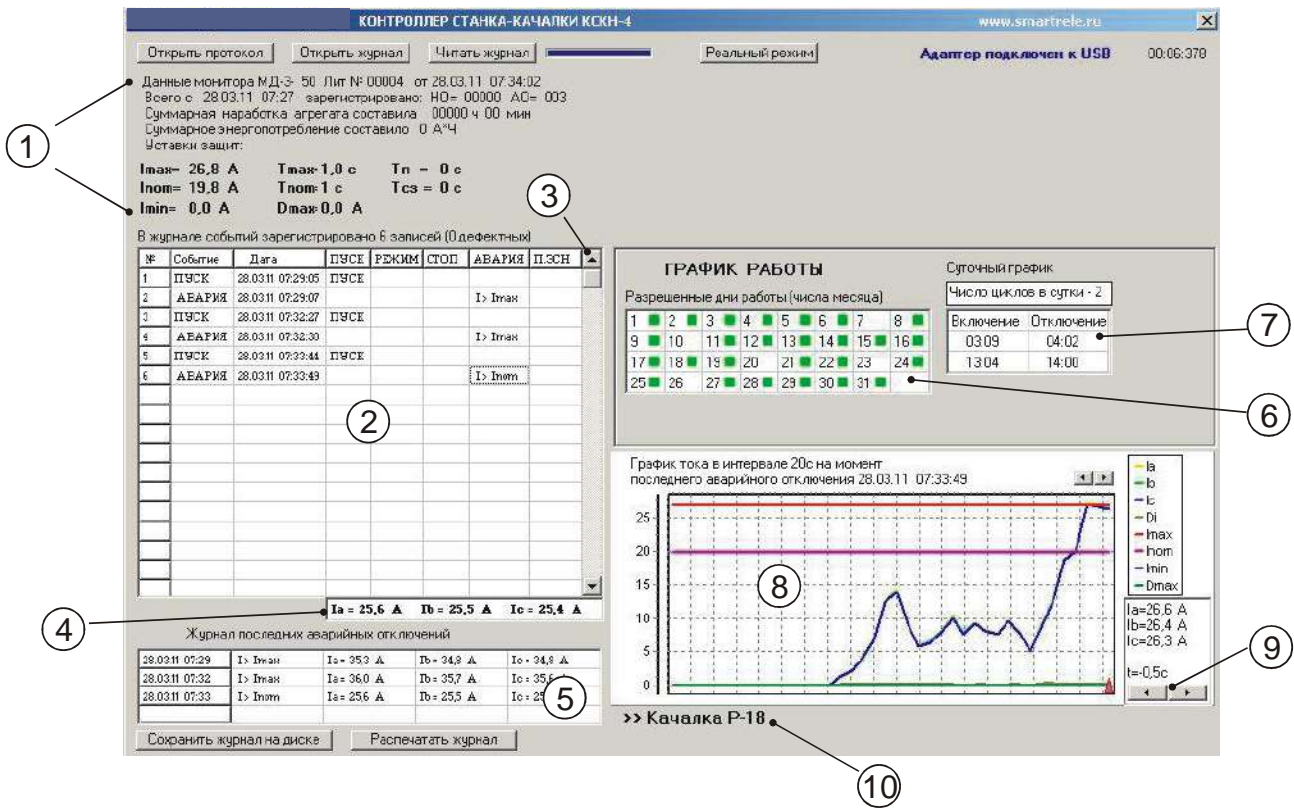 КОНТРОЛЛЕР СТАНКА-КАЧАЛКИ КСКН-4 www.smartrele.ru
Открыть протокол Открыть журнал Читать журнал Реальный режим Адаптер подключен к USB 00:06:378
Данные монитора МД-3- 50 Лит № 00004 от 28.03.11 07:34:02
Всего с 28.03.11 07:27 зарегистрировано: НО= 00000 АО= 003
Суммарная наработка агрегата составила 00000 ч 00 мин
Суммарное энергопотребление составило 0 А*Ч
Уставки защит:
Imax= 26,8 А Tmax=1,0 с Tп = 0 с
Inom= 19,8 А Tnom=1 с Tсз = 0 с
Imin= 0,0 А Dmax=0,0 А
1
3
В журнале событий зарегистрировано 6 записей (0 дефектных)
№ Событие Дата ПУСК РЕЖИМ СТОП АВАРИЯ П.ЭСН
1 ПУСК 28.03.11 07:29:05 ПУСК
2 АВАРИЯ 28.03.11 07:29:07 I> Imax
3 ПУСК 28.03.11 07:32:27 ПУСК
4 АВАРИЯ 28.03.11 07:32:30 I> Imax
5 ПУСК 28.03.11 07:33:44 ПУСК
6 АВАРИЯ 28.03.11 07:33:49 I> Inom
2
Ia = 25,6 А Ib = 25,5 А Ic = 25,4 А
4
Журнал последних аварийных отключений
28.03.11 07:29 I> Imax Ia = 35,3 А Ib = 34,9 А Ic = 34,9 А
28.03.11 07:32 I> Imax Ia = 36,0 А Ib = 35,7 А Ic = 35,6
28.03.11 07:33 I> Inom Ia = 25,6 А Ib = 25,5 А Ic = 25
5
Сохранить журнал на диске Распечатать журнал
ГРАФИК РАБОТЫ
Разрешенные дни работы (числа месяца)
1 2 3 4 5 6 7 8
9 10 11 12 13 14 15 16
17 18 19 20 21 22 23 24
25 26 27 28 29 30 31
6
Суточный график
Число циклов в сутки - 2
Включение Отключение
03:09 04:02
13:04 14:00
7
График тока в интервале 20с на момент
последнего аварийного отключения 28.03.11 07:33:49
25
20
15
10
5
0
8
Ia
Ib
Ic
Di
Imax
Inom
Imin
Dmax
Ia=26,6 А
Ib=26,4 А
Ic=26,3 А
t=-0,5с
9
>> Качалка Р-18
10